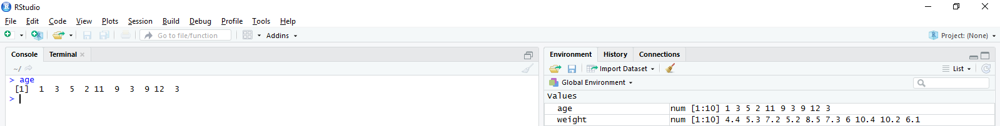 RStudio
File Edit Code View Plots Session Build Debug Profile Tools Help
Go to file/function Addins Project: (None)
Console Terminal
~/
> age
[1] 1 3 5 2 11 9 3 9 12 3
>
Environment History Connections
Import Dataset List
Global Environment
Values
age num [1:10] 1 3 5 2 11 9 3 9 12 3
weight num [1:10] 4.4 5.3 7.2 5.2 8.5 7.3 6 10.4 10.2 6.1